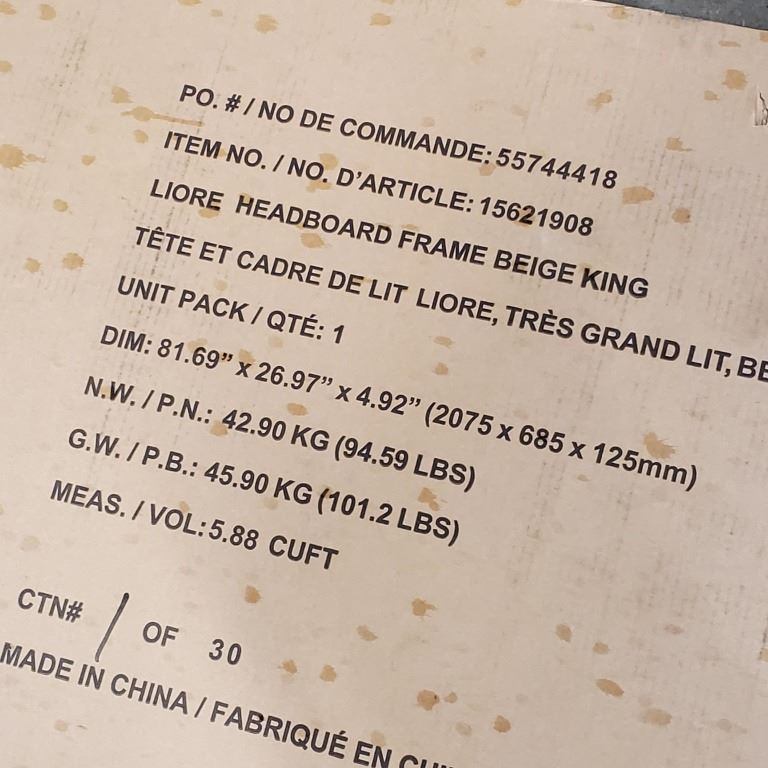 PO. # / NO DE COMMANDE: 55744418
ITEM NO. / NO. D'ARTICLE: 15621908
LIORE HEADBOARD FRAME BEIGE KING
TÊTE ET CADRE DE LIT LIORE, TRÈS GRAND LIT, BE
UNIT PACK / QTÉ: 1
DIM: 81.69” x 26.97” x 4.92” (2075 x 685 x 125mm)
N.W. / P.N.: 42.90 KG (94.59 LBS)
G.W. / P.B.: 45.90 KG (101.2 LBS)
MEAS. / VOL: 5.88 CUFT
CTN# / OF 30
MADE IN CHINA / FABRIQUÉ EN